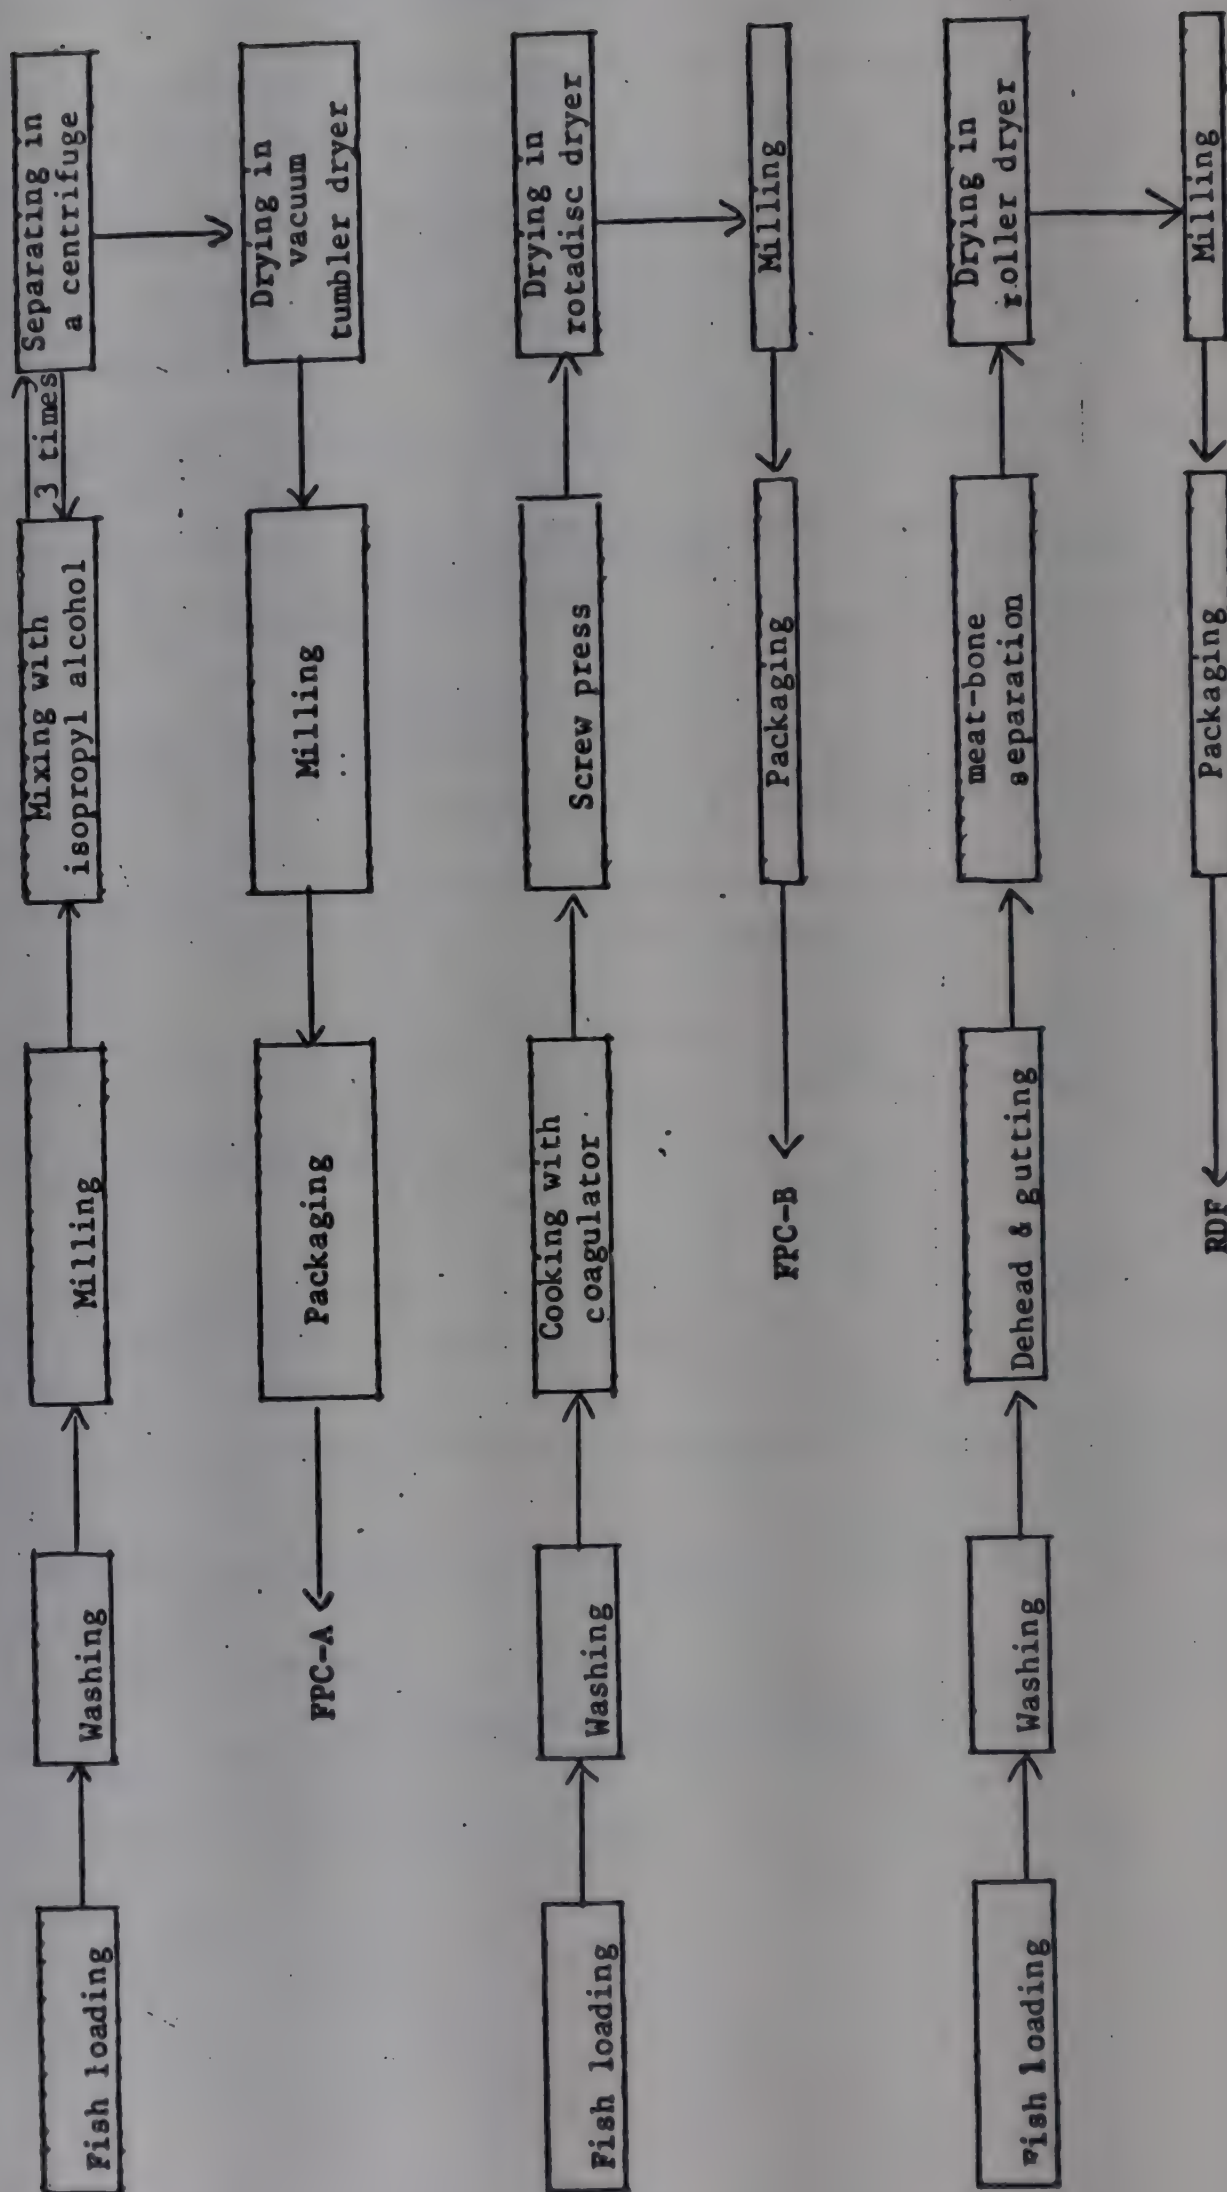 Fish loading
Washing
Milling
Mixing with
isopropyl alcohol
3 times
Separating in
a centrifuge
Drying in
vacuum
tumbler dryer
Milling
Packaging
FPC-A
Fish loading
Washing
Cooking with
coagulator
Screw press
Drying in
rotadisc dryer
Milling
Packaging
FPC-B
Fish loading
Washing
Dehead & gutting
meat-bone
separation
Drying in
roller dryer
Milling
Packaging
RDF